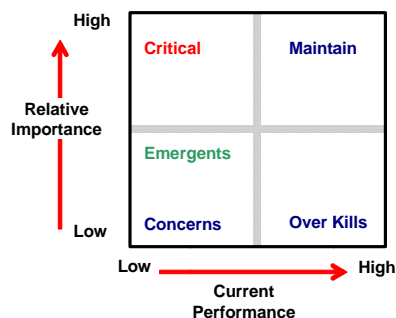 High
Critical
Maintain
Relative
Importance
Emergents
Low
Concerns
Over Kills
Low
High
Current
Performance